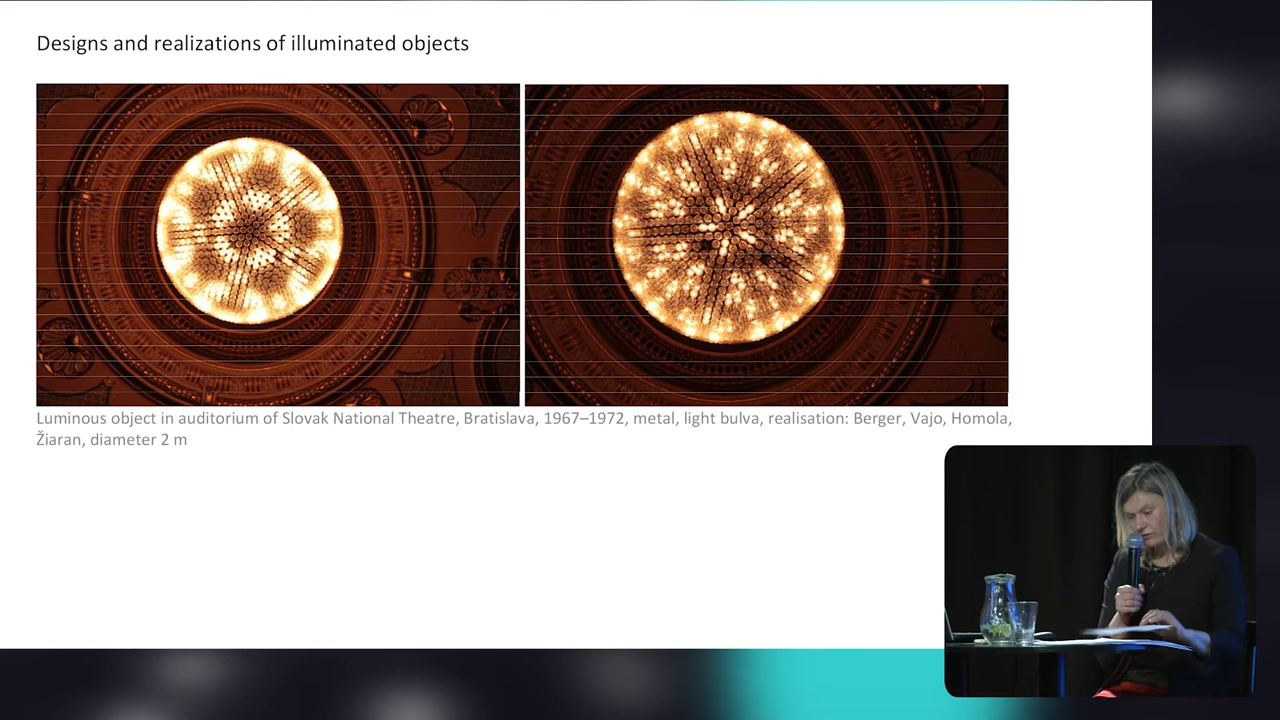 Designs and realizations of illuminated objects
Luminous object in auditorium of Slovak National Theatre, Bratislava, 1967–1972, metal, light bulva, realisation: Berger, Vajo, Homola,
Žiaran, diameter 2 m